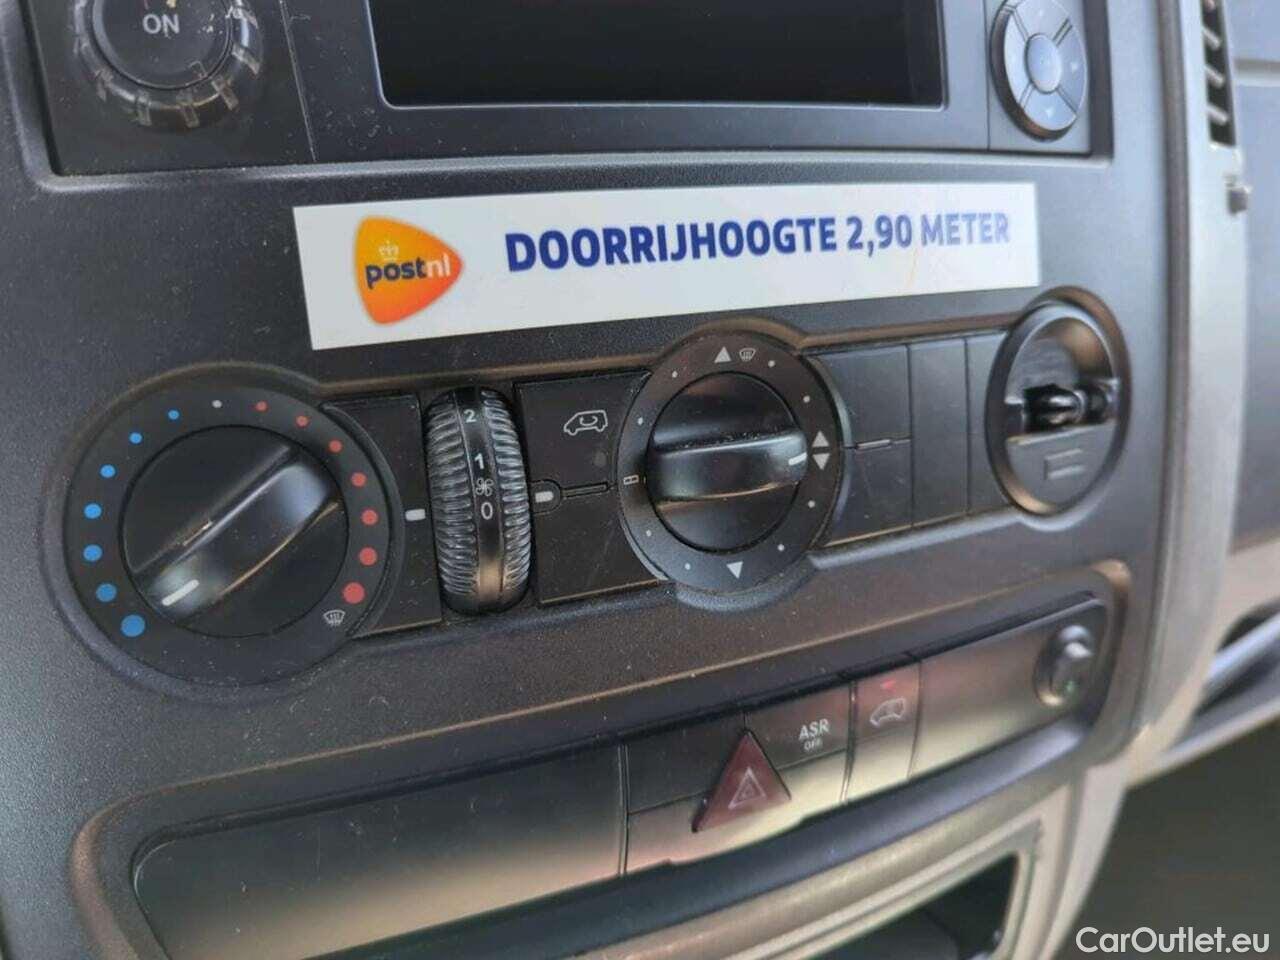 ON
postnl DOORRIJHOOGTE 2,90 METER
2
1
0
ASR
OFF
CarOutlet.eu